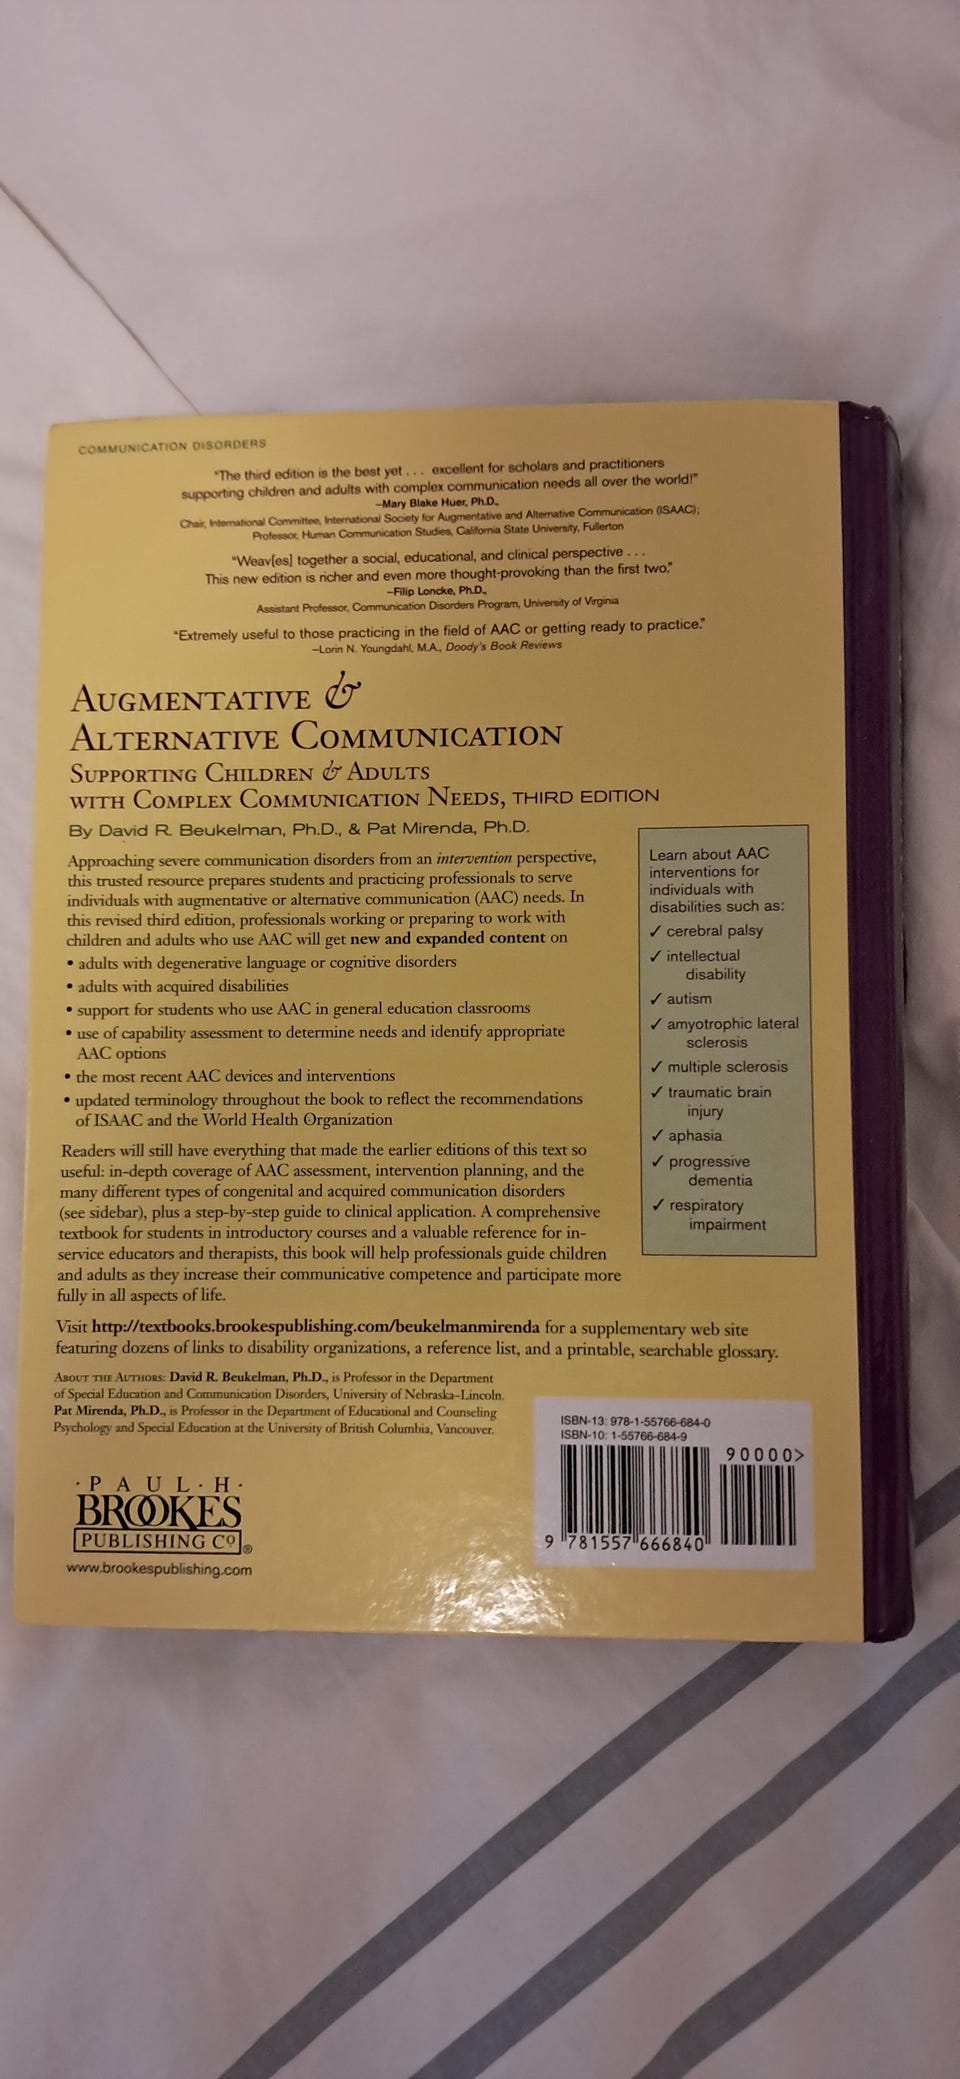 COMMUNICATION DISORDERS
"The third edition is the best yet . . . excellent for scholars and practitioners
supporting children and adults with complex communication needs all over the world!"
–Mary Blake Huer, Ph.D.,
Chair, International Committee, International Society for Augmentative and Alternative Communication (ISAAC);
Professor, Human Communication Studies, California State University, Fullerton
"Weav[es] together a social, educational, and clinical perspective . . .
This new edition is richer and even more thought-provoking than the first two."
–Filip Loncke, Ph.D.,
Assistant Professor, Communication Disorders Program, University of Virginia
"Extremely useful to those practicing in the field of AAC or getting ready to practice."
–Lorin N. Youngdahl, M.A., Doody's Book Reviews
AUGMENTATIVE &
ALTERNATIVE COMMUNICATION
SUPPORTING CHILDREN & ADULTS
WITH COMPLEX COMMUNICATION NEEDS, THIRD EDITION
By David R. Beukelman, Ph.D., & Pat Mirenda, Ph.D.
Approaching severe communication disorders from an intervention perspective,
this trusted resource prepares students and practicing professionals to serve
individuals with augmentative or alternative communication (AAC) needs. In
this revised third edition, professionals working or preparing to work with
children and adults who use AAC will get new and expanded content on
• adults with degenerative language or cognitive disorders
• adults with acquired disabilities
• support for students who use AAC in general education classrooms
• use of capability assessment to determine needs and identify appropriate
AAC options
• the most recent AAC devices and interventions
• updated terminology throughout the book to reflect the recommendations
of ISAAC and the World Health Organization
Readers will still have everything that made the earlier editions of this text so
useful: in-depth coverage of AAC assessment, intervention planning, and the
many different types of congenital and acquired communication disorders
(see sidebar), plus a step-by-step guide to clinical application. A comprehensive
textbook for students in introductory courses and a valuable reference for in-
service educators and therapists, this book will help professionals guide children
and adults as they increase their communicative competence and participate more
fully in all aspects of life.
Learn about AAC
interventions for
individuals with
disabilities such as:
✓ cerebral palsy
✓ intellectual
disability
✓ autism
✓ amyotrophic lateral
sclerosis
✓ multiple sclerosis
✓ traumatic brain
injury
✓ aphasia
✓ progressive
dementia
✓ respiratory
impairment
Visit http://textbooks.brookespublishing.com/beukelmanmirenda for a supplementary web site
featuring dozens of links to disability organizations, a reference list, and a printable, searchable glossary.
ABOUT THE AUTHORS: David R. Beukelman, Ph.D., is Professor in the Department
of Special Education and Communication Disorders, University of Nebraska–Lincoln.
Pat Mirenda, Ph.D., is Professor in the Department of Educational and Counseling
Psychology and Special Education at the University of British Columbia, Vancouver.
· P A U L · H ·
BROOKES
PUBLISHING Cº ®
www.brookespublishing.com
ISBN-13: 978-1-55766-684-0
ISBN-10: 1-55766-684-9
90000>
9 781557 666840